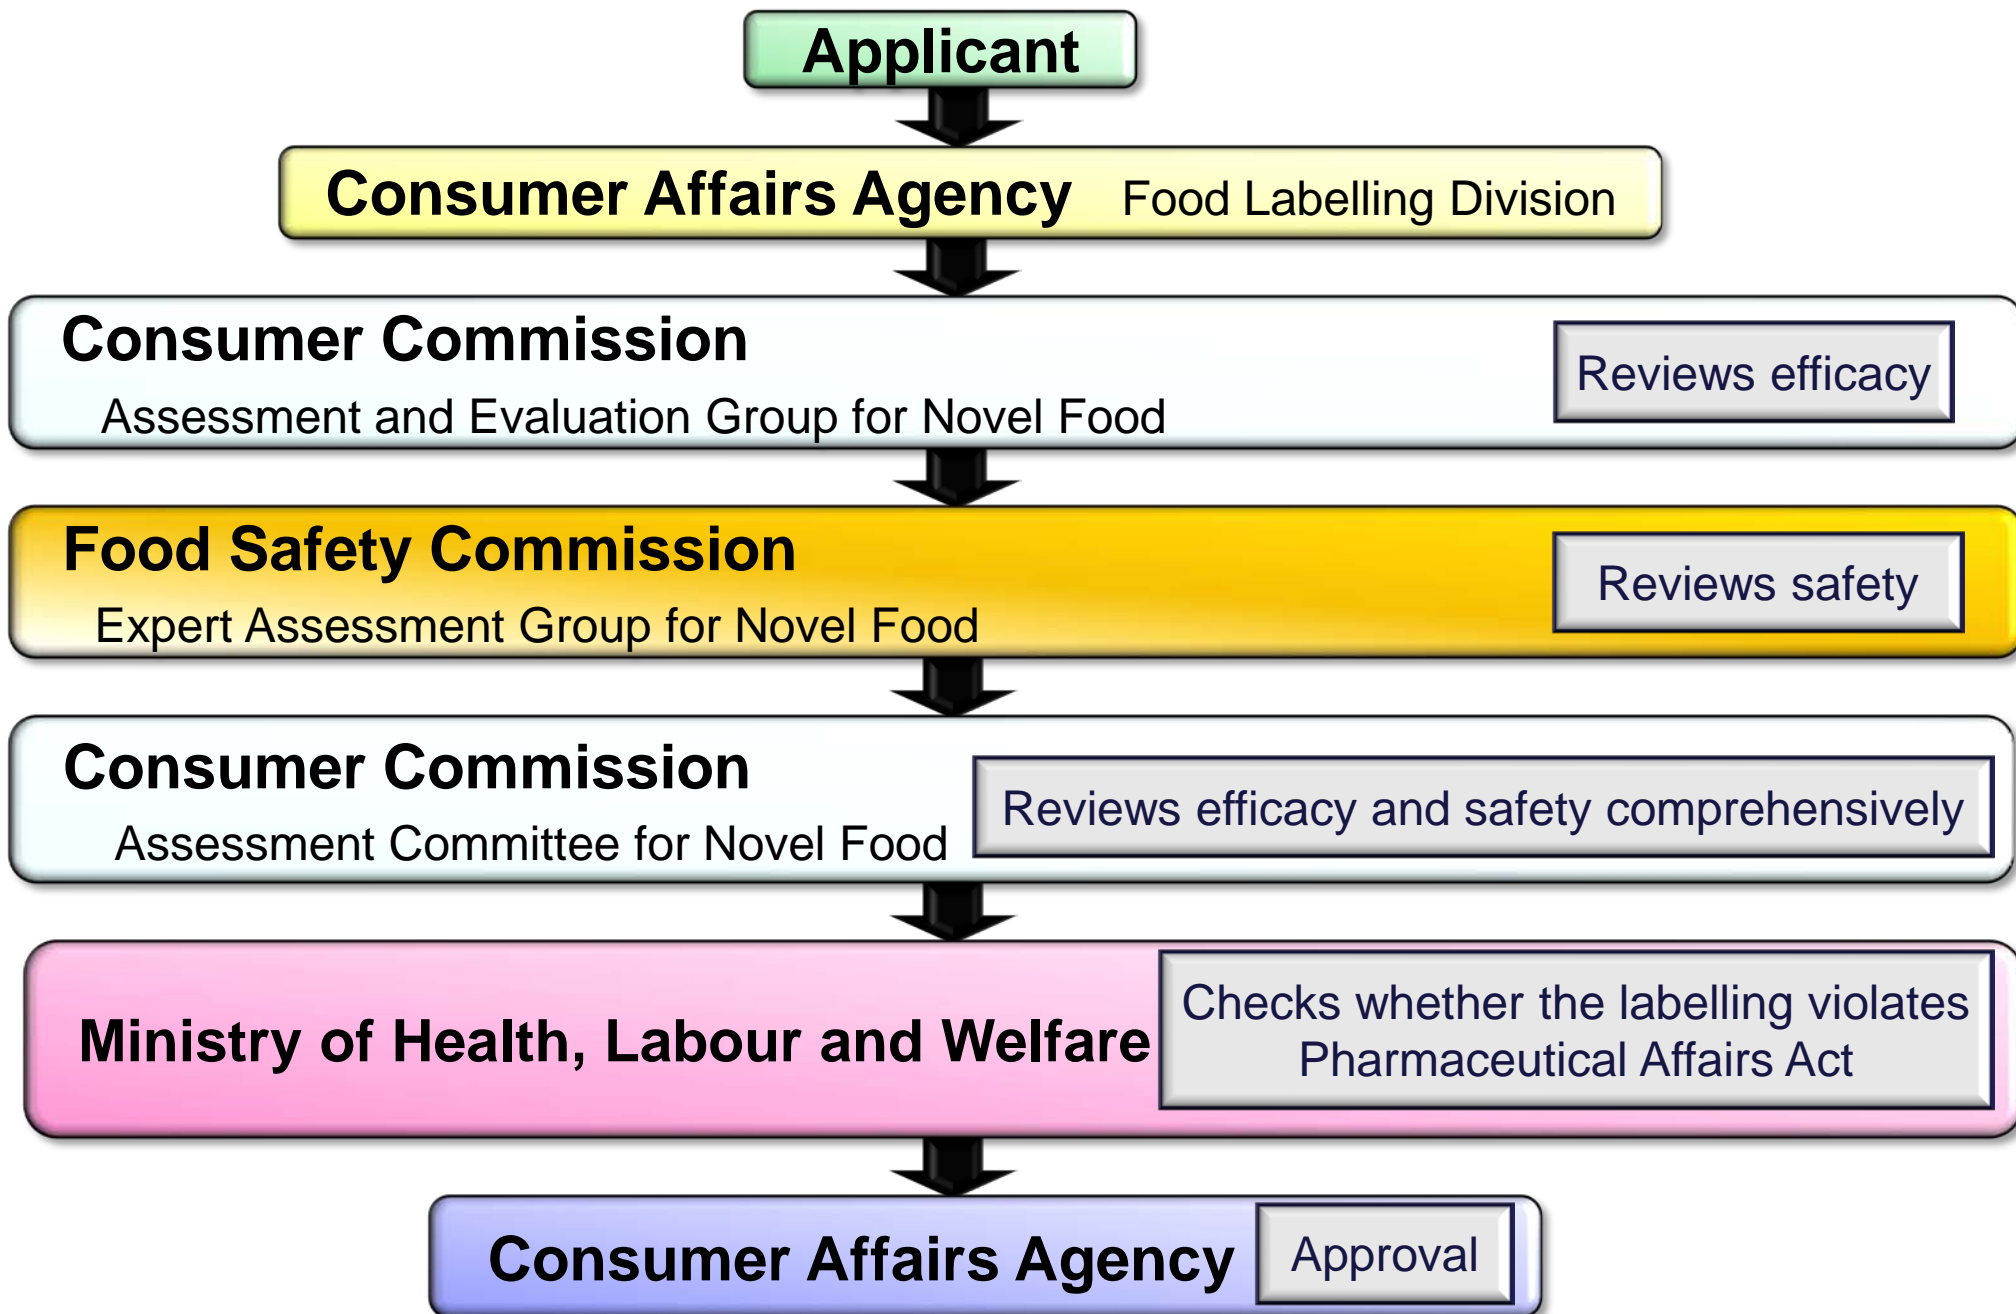 Applicant
Consumer Affairs Agency Food Labelling Division
Consumer Commission
Reviews efficacy
Assessment and Evaluation Group for Novel Food
Food Safety Commission
Reviews safety
Expert Assessment Group for Novel Food
Consumer Commission
Reviews efficacy and safety comprehensively
Assessment Committee for Novel Food
Ministry of Health, Labour and Welfare
Checks whether the labelling violates
Pharmaceutical Affairs Act
Consumer Affairs Agency
Approval